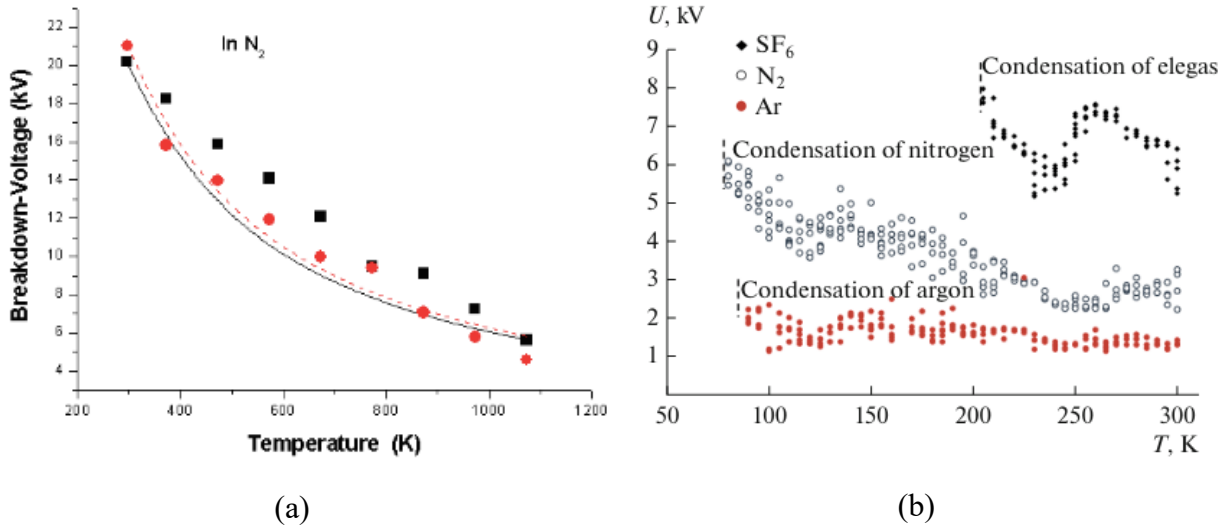 22
20
18
16
14
12
10
8
6
4
Breakdown-Voltage (kV)
In N₂
200 400 600 800 1000 1200
Temperature (K)
(a)
U, kV
9
8
7
6
5
4
3
2
1
SF₆
N₂
Ar
Condensation of elegas
Condensation of nitrogen
Condensation of argon
50 100 150 200 250 300
T, K
(b)